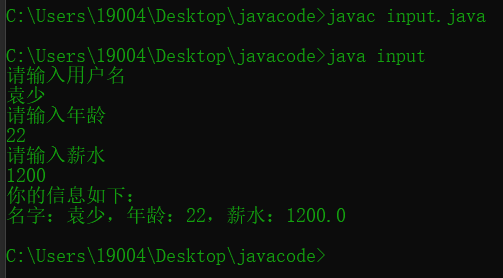 C:\Users\19004\Desktop\javacode>javac input.java
C:\Users\19004\Desktop\javacode>java input
请输入用户名
袁少
请输入年龄
22
请输入薪水
1200
你的信息如下:
名字: 袁少, 年龄: 22, 薪水: 1200.0
C:\Users\19004\Desktop\javacode>